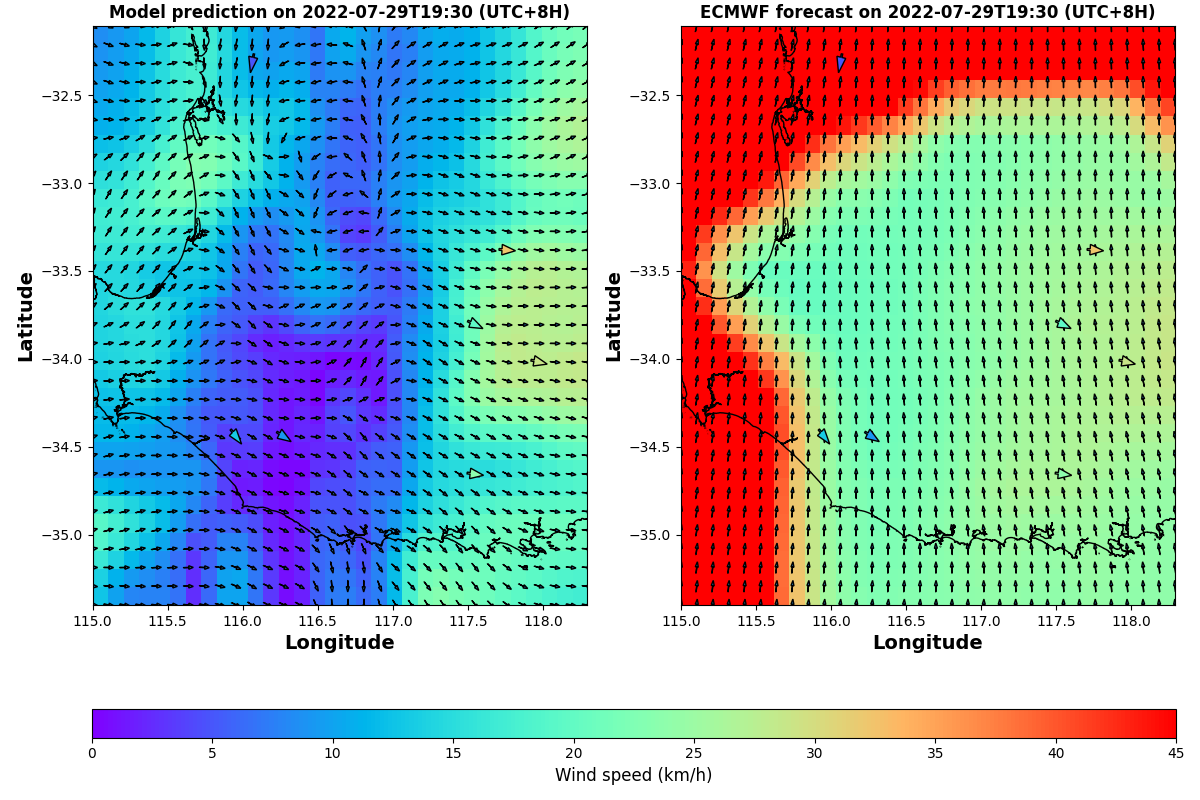 Model prediction on 2022-07-29T19:30 (UTC+8H)
ECMWF forecast on 2022-07-29T19:30 (UTC+8H)
−32.5
−33.0
−33.5
−34.0
−34.5
−35.0
Latitude
115.0 115.5 116.0 116.5 117.0 117.5 118.0
Longitude
−32.5
−33.0
−33.5
−34.0
−34.5
−35.0
Latitude
115.0 115.5 116.0 116.5 117.0 117.5 118.0
Longitude
0 5 10 15 20 25 30 35 40 45
Wind speed (km/h)